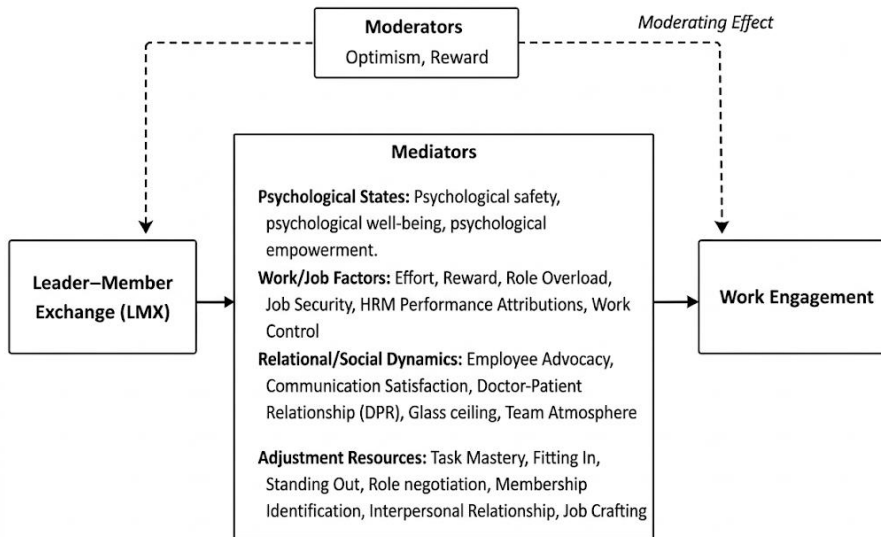 Moderators
Optimism, Reward
Moderating Effect
Mediators
Psychological States: Psychological safety,
psychological well-being, psychological
empowerment.
Work/Job Factors: Effort, Reward, Role Overload,
Job Security, HRM Performance Attributions, Work
Control
Relational/Social Dynamics: Employee Advocacy,
Communication Satisfaction, Doctor-Patient
Relationship (DPR), Glass ceiling, Team Atmosphere
Adjustment Resources: Task Mastery, Fitting In,
Standing Out, Role negotiation, Membership
Identification, Interpersonal Relationship, Job Crafting
Leader–Member
Exchange (LMX)
Work Engagement